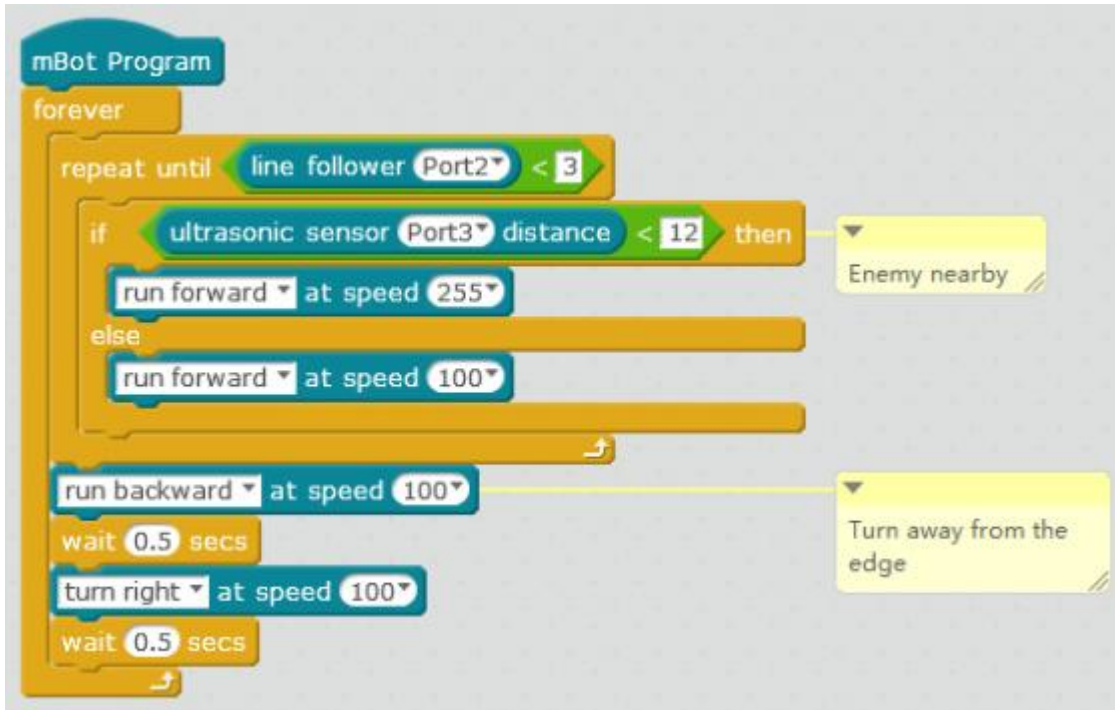 mBot Program
forever
repeat until line follower Port2 < 3
if ultrasonic sensor Port3 distance < 12 then
Enemy nearby
run forward at speed 255
else
run forward at speed 100
run backward at speed 100
Turn away from the
edge
wait 0.5 secs
turn right at speed 100
wait 0.5 secs